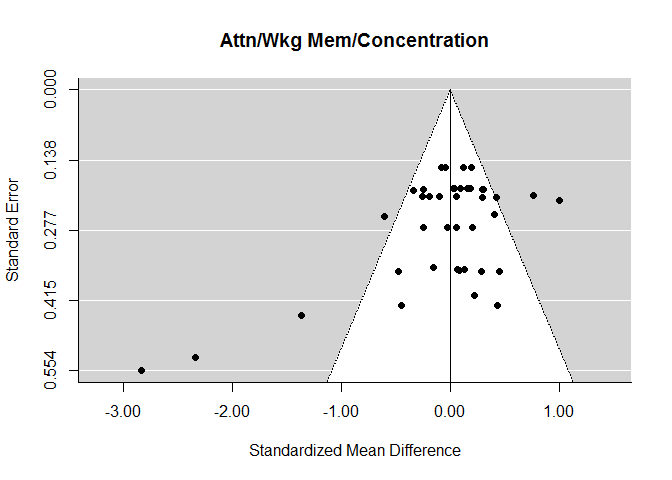 Attn/Wkg Mem/Concentration
Standard Error
0.000
0.138
0.277
0.415
0.554
-3.00 -2.00 -1.00 0.00 1.00
Standardized Mean Difference